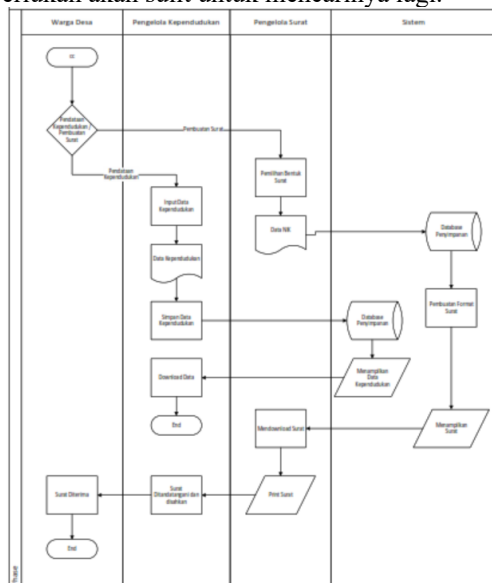 erlukan akan sulit untuk mencarinya lagi.
Warga Desa
Pengelola Kependudukan
Pengelola Surat
Sistem
Pendataan
Kependudukan /
Pembuatan
Surat
Pembuatan Surat
Pendataan
Kependudukan
Pemilihan Bentuk
Surat
Input Data
Kependudukan
Data NIK
Database
Penyimpanan
Data Kependudukan
Pembuatan Format
Surat
Simpan Data
Kependudukan
Database
Penyimpanan
Download Data
Menampilkan
Data
Kependudukan
End
Mendownload Surat
Menampilkan
Surat
Surat Diterima
Surat
Ditandatangani dan
disahkan
Print Surat
End
hase